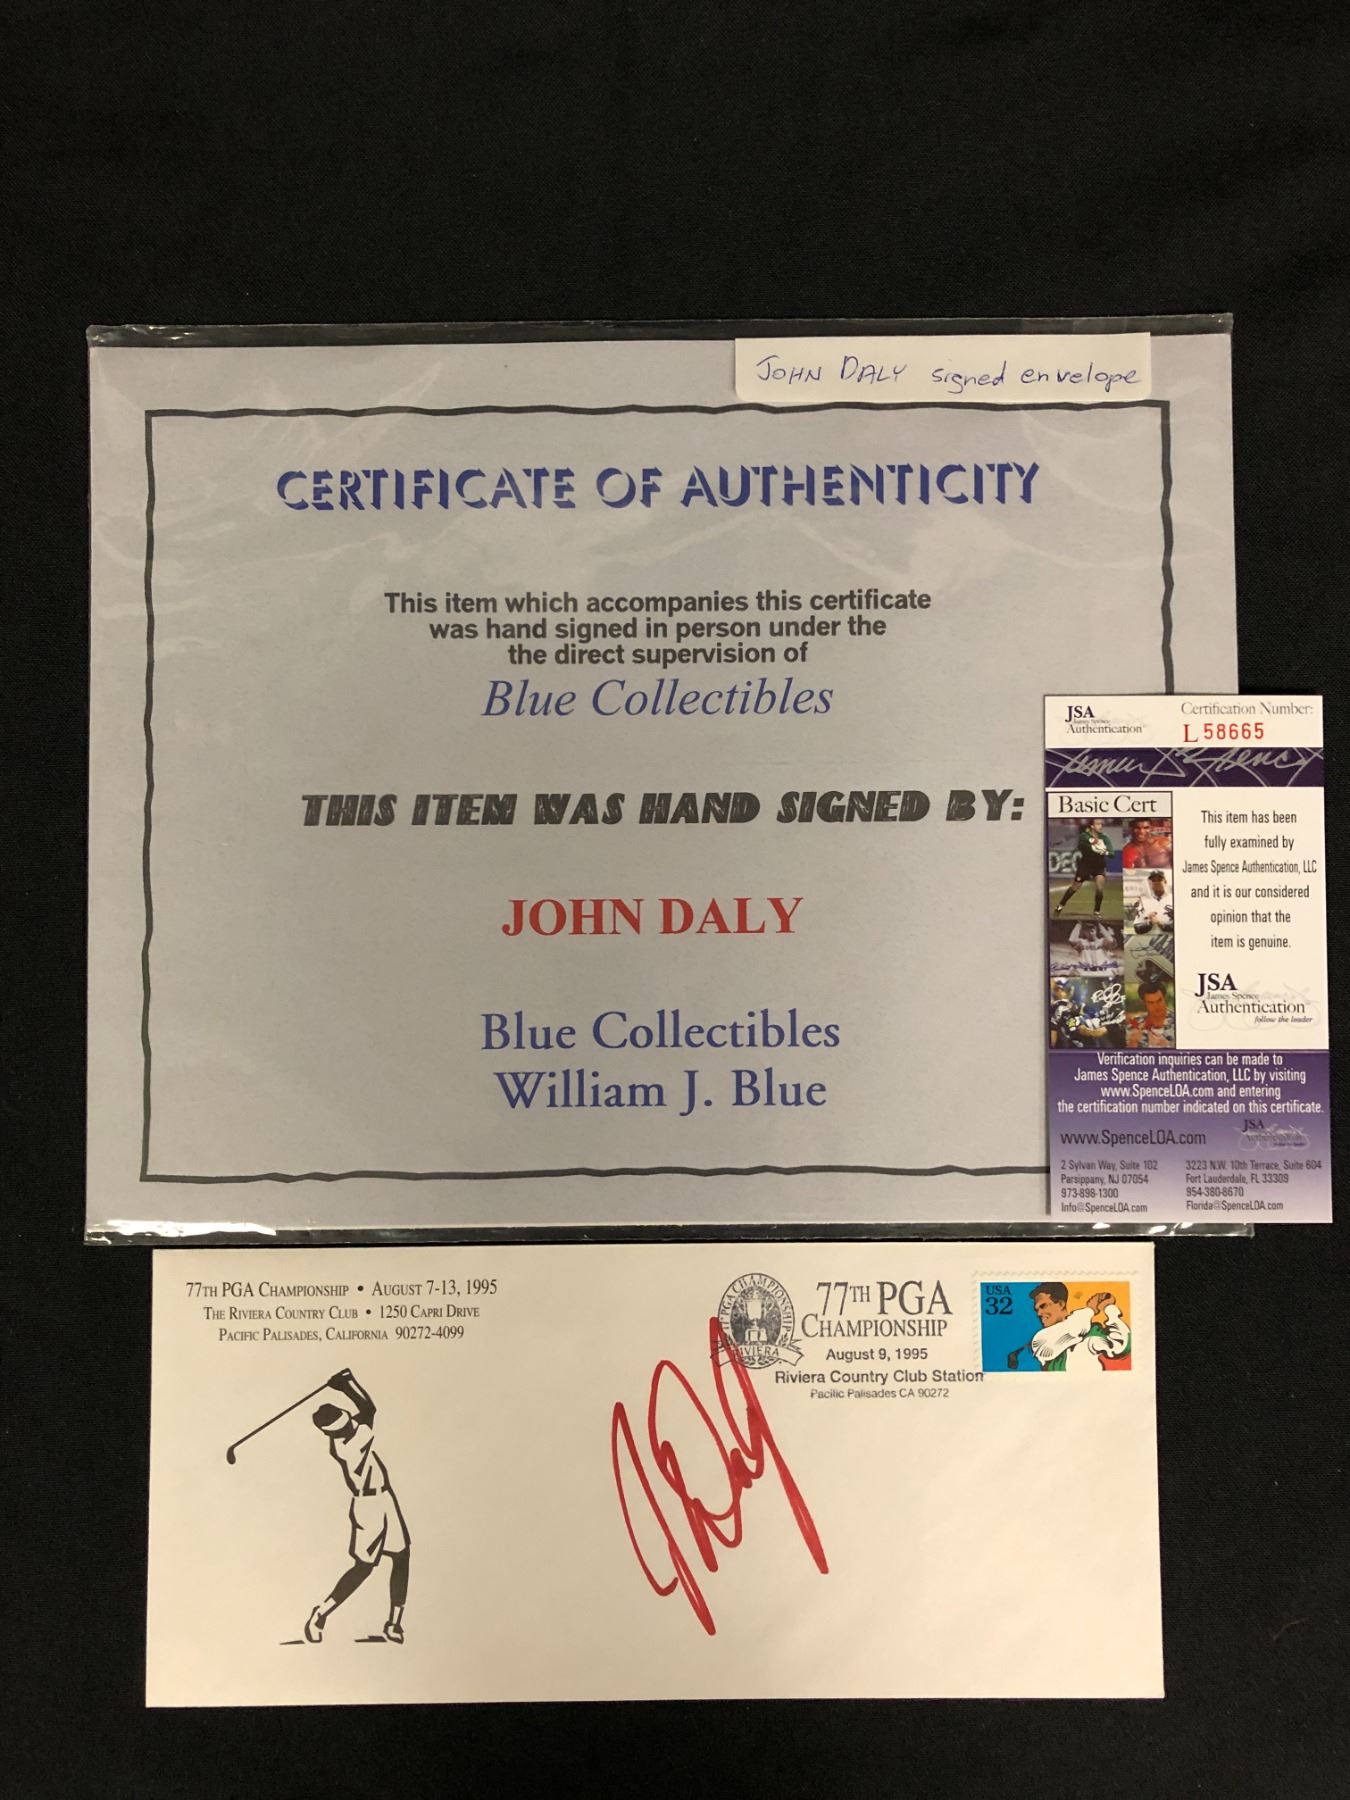 JOHN DALY signed envelope
CERTIFICATE OF AUTHENTICITY
This item which accompanies this certificate
was hand signed in person under the
the direct supervision of
Blue Collectibles
THIS ITEM WAS HAND SIGNED BY:
JOHN DALY
Blue Collectibles
William J. Blue
JSA
James Spence
Authentication
Certification Number:
L58665
Basic Cert
This item has been
fully examined by
James Spence Authentication, LLC
and it is our considered
opinion that the
item is genuine.
JSA
James Spence
Authentication
follow the leader
Verification inquiries can be made to
James Spence Authentication, LLC by visiting
www.SpenceLOA.com and entering
the certification number indicated on this certificate.
www.SpenceLOA.com
JSA
2 Sylvan Way, Suite 102
Parsippany, NJ 07054
973-898-1300
Info@SpenceLOA.com
3223 N.W. 10th Terrace, Suite 604
Fort Lauderdale, FL 33309
954-380-8670
Florida@SpenceLOA.com
77TH PGA CHAMPIONSHIP • AUGUST 7-13, 1995
THE RIVIERA COUNTRY CLUB • 1250 CAPRI DRIVE
PACIFIC PALISADES, CALIFORNIA 90272-4099
PGA CHAMPIONSHIP
RIVIERA
77TH PGA
CHAMPIONSHIP
August 9, 1995
Riviera Country Club Station
Pacific Palisades CA 90272
USA
32